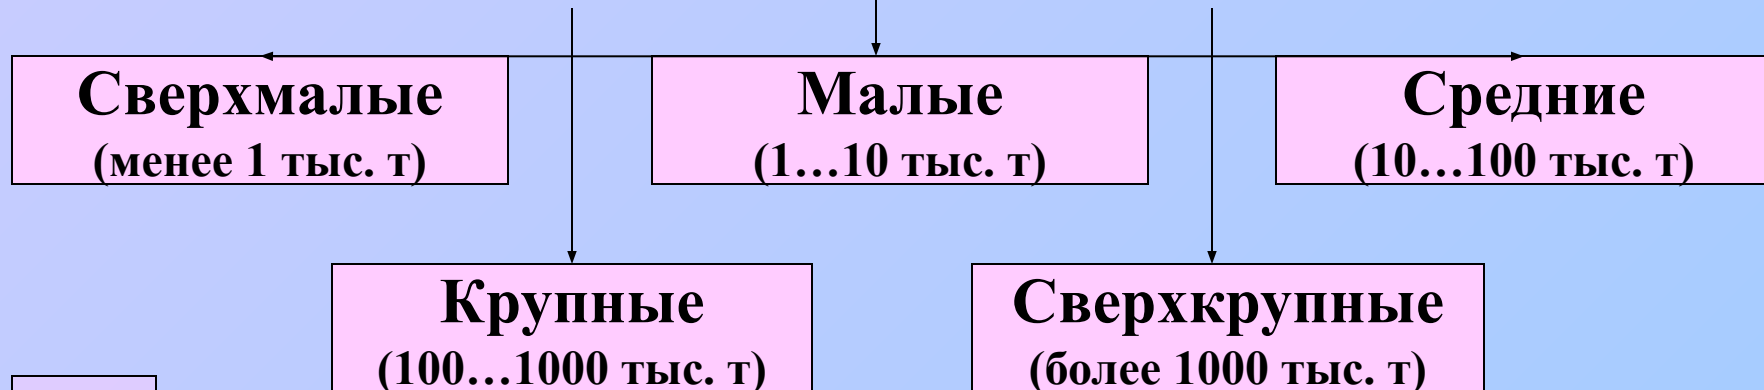 Сверхмалые
(менее 1 тыс. т)
Малые
(1…10 тыс. т)
Средние
(10…100 тыс. т)
Крупные
(100…1000 тыс. т)
Сверхкрупные
(более 1000 тыс. т)